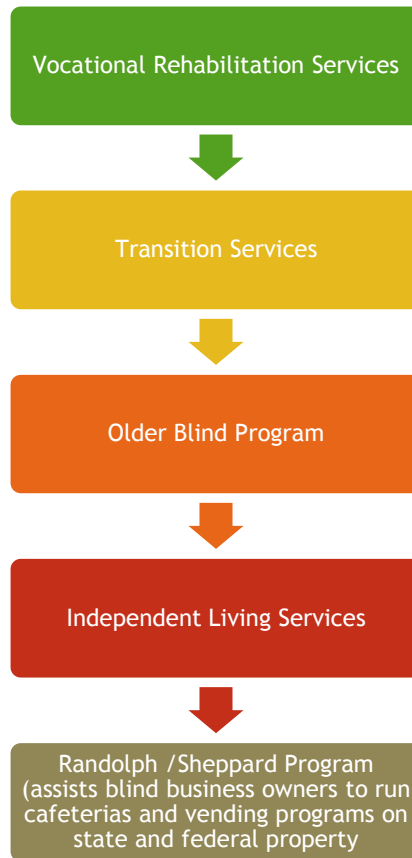 Vocational Rehabilitation Services
Transition Services
Older Blind Program
Independent Living Services
Randolph /Sheppard Program
(assists blind business owners to run
cafeterias and vending programs on
state and federal property